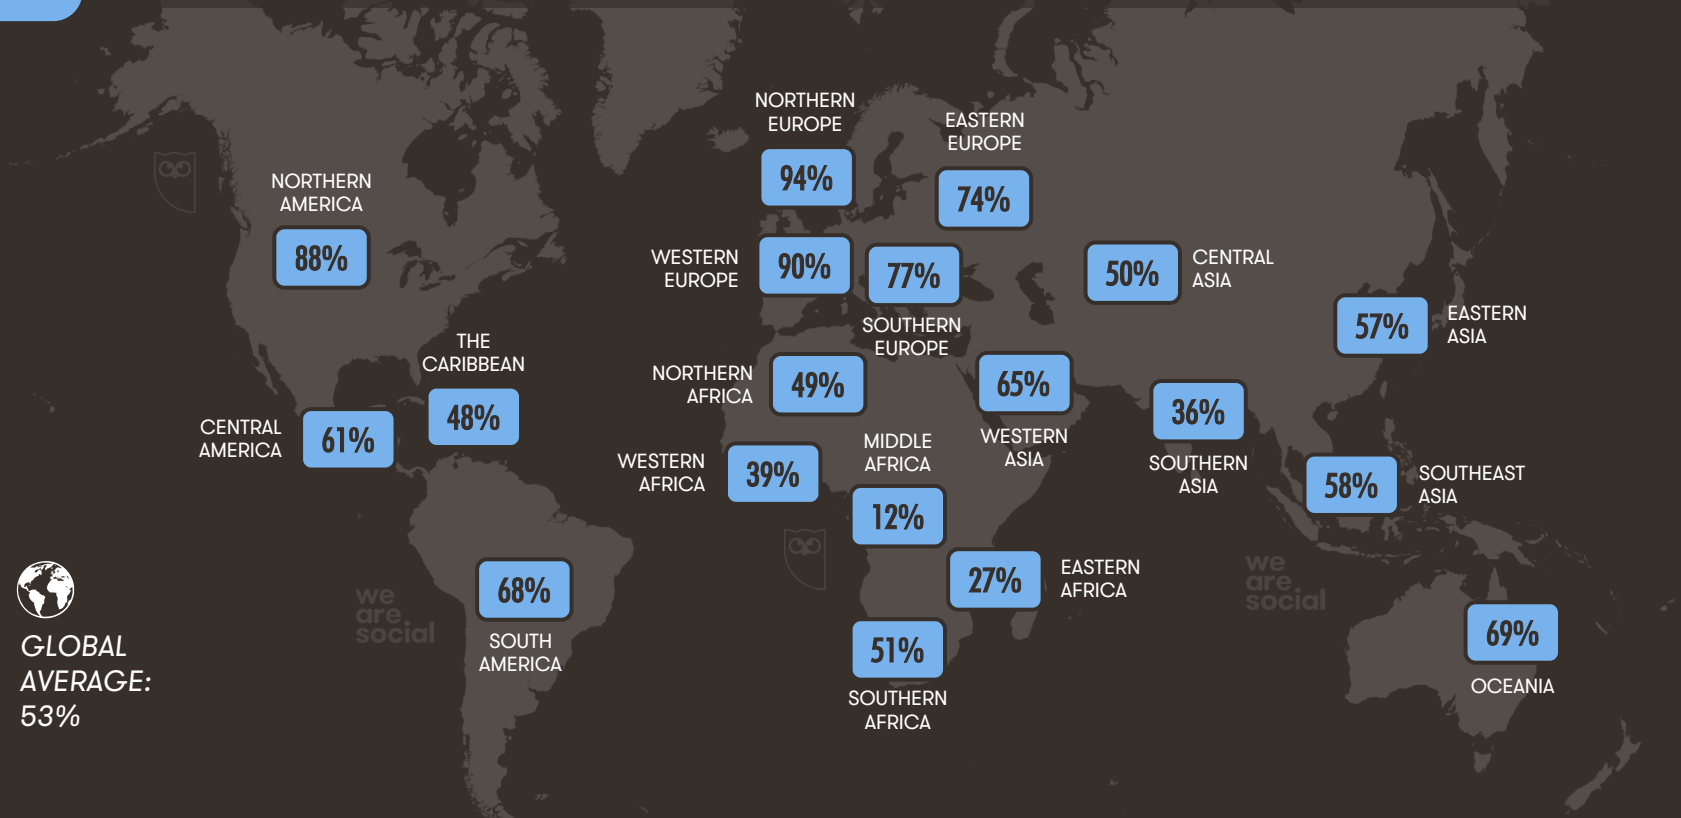 NORTHERN
EUROPE
94%
EASTERN
EUROPE
74%
NORTHERN
AMERICA
88%
WESTERN
EUROPE
90%
77%
SOUTHERN
EUROPE
50%
CENTRAL
ASIA
57%
EASTERN
ASIA
THE
CARIBBEAN
48%
CENTRAL
AMERICA
61%
NORTHERN
AFRICA
49%
65%
WESTERN
ASIA
36%
SOUTHERN
ASIA
WESTERN
AFRICA
39%
MIDDLE
AFRICA
12%
58%
SOUTHEAST
ASIA
27%
EASTERN
AFRICA
68%
SOUTH
AMERICA
51%
SOUTHERN
AFRICA
69%
OCEANIA
we
are
social
we
are
social
GLOBAL
AVERAGE:
53%